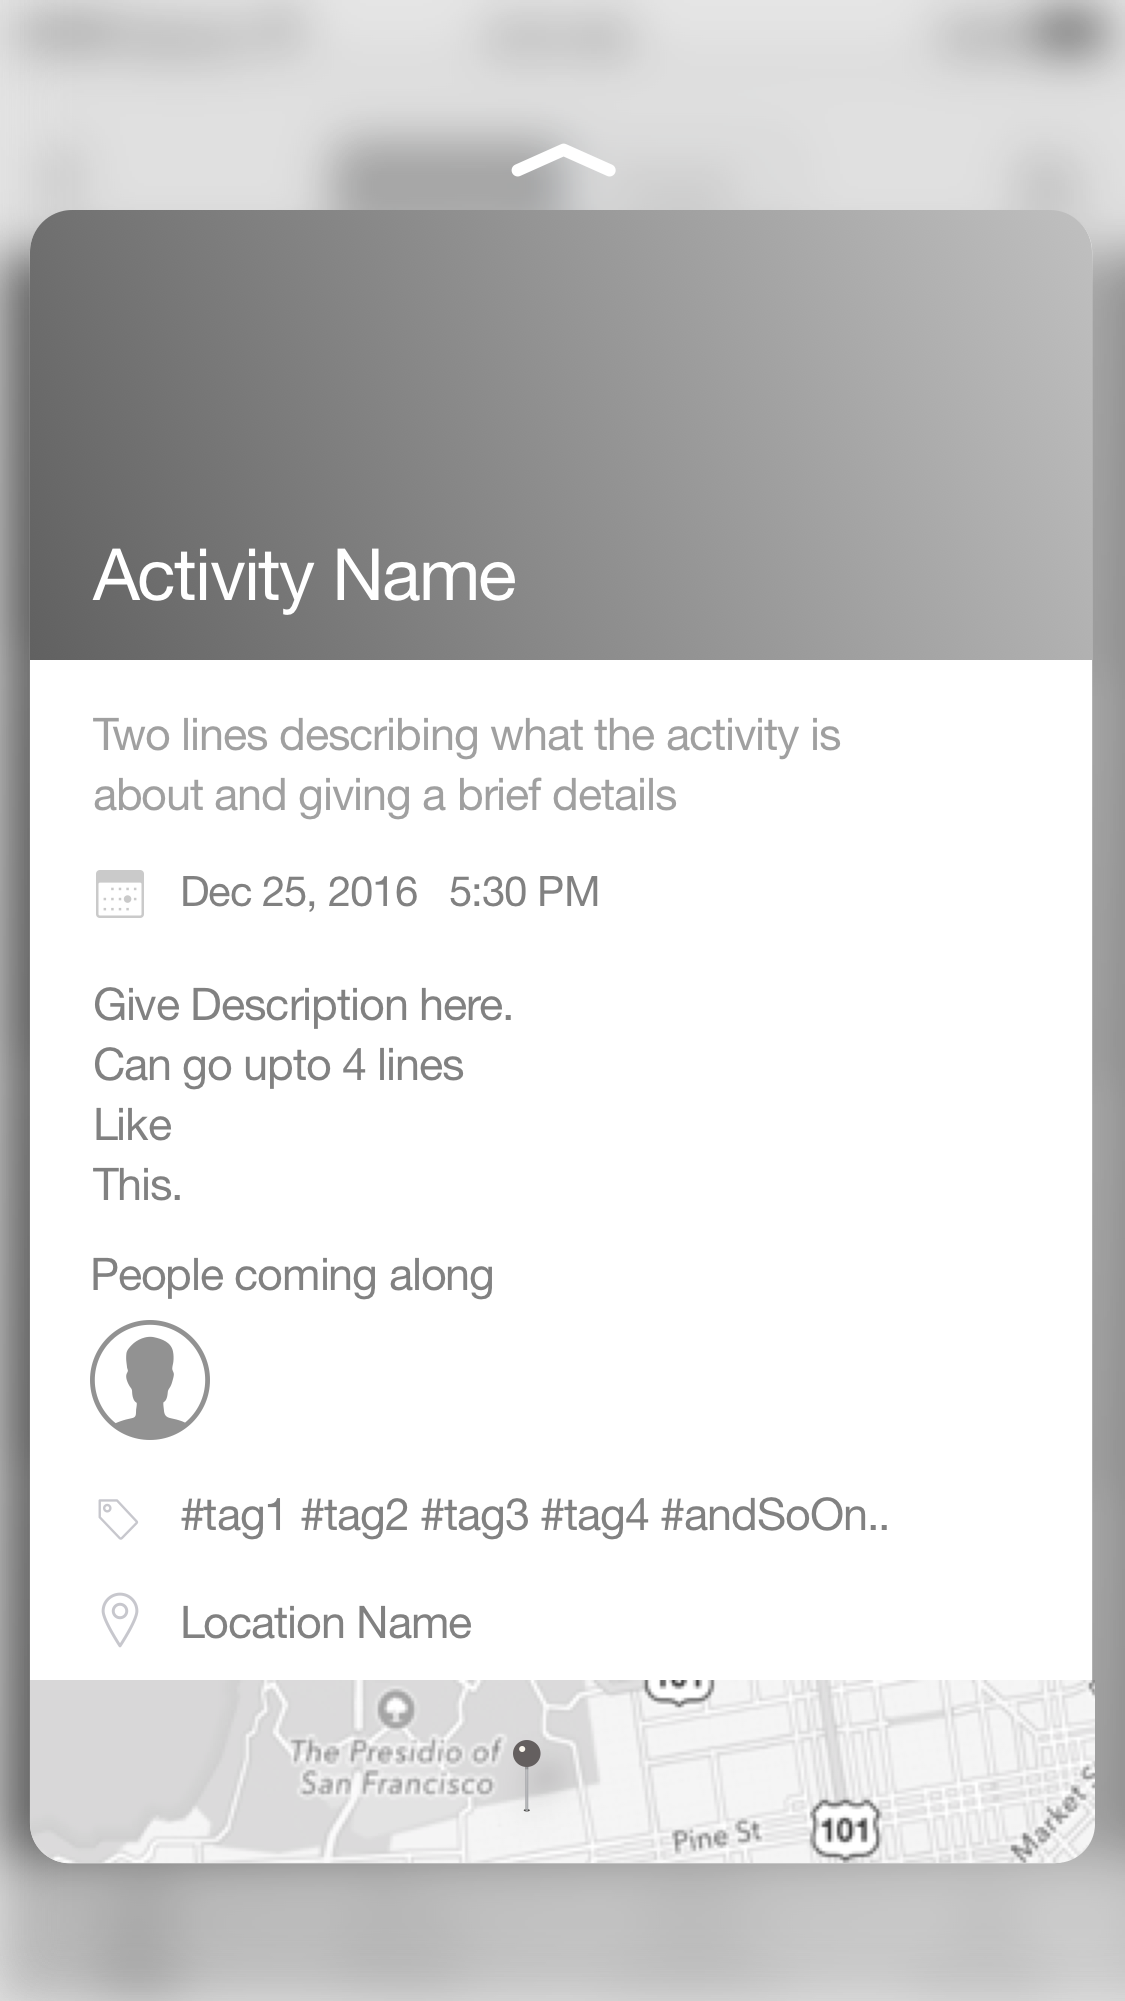 Activity Name
Two lines describing what the activity is
about and giving a brief details
Dec 25, 2016 5:30 PM
Give Description here.
Can go upto 4 lines
Like
This.
People coming along
#tag1 #tag2 #tag3 #tag4 #andSoOn..
Location Name
101
The Presidio of
San Francisco
Pine St
101
Market S